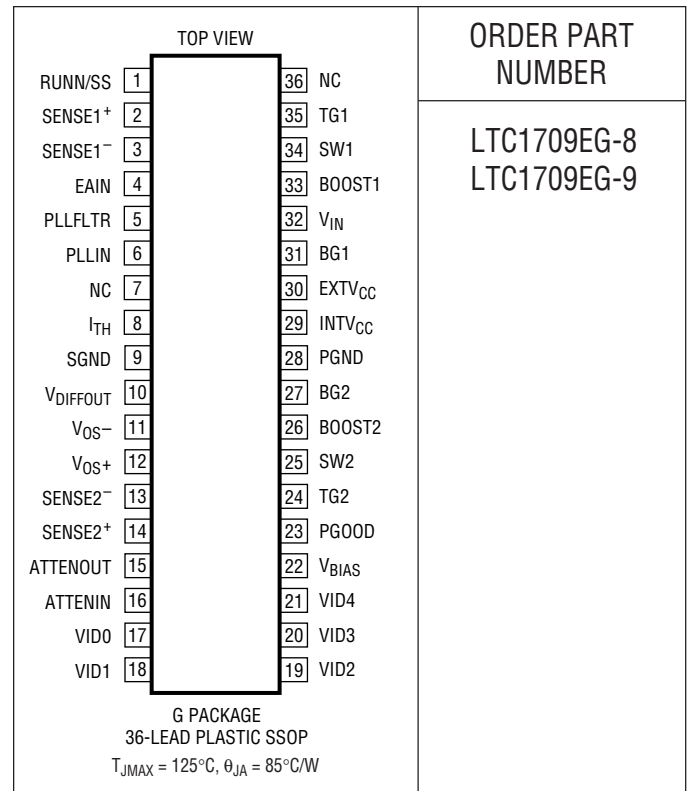 TOP VIEW
RUNN/SS 1
SENSE1+ 2
SENSE1– 3
EAIN 4
PLLFLTR 5
PLLIN 6
NC 7
ITH 8
SGND 9
VDIFFOUT 10
VOS– 11
VOS+ 12
SENSE2– 13
SENSE2+ 14
ATTENOUT 15
ATTENIN 16
VID0 17
VID1 18
36 NC
35 TG1
34 SW1
33 BOOST1
32 VIN
31 BG1
30 EXTVCC
29 INTVCC
28 PGND
27 BG2
26 BOOST2
25 SW2
24 TG2
23 PGOOD
22 VBIAS
21 VID4
20 VID3
19 VID2
G PACKAGE
36-LEAD PLASTIC SSOP
TJMAX = 125°C, θJA = 85°C/W
ORDER PART
NUMBER
LTC1709EG-8
LTC1709EG-9